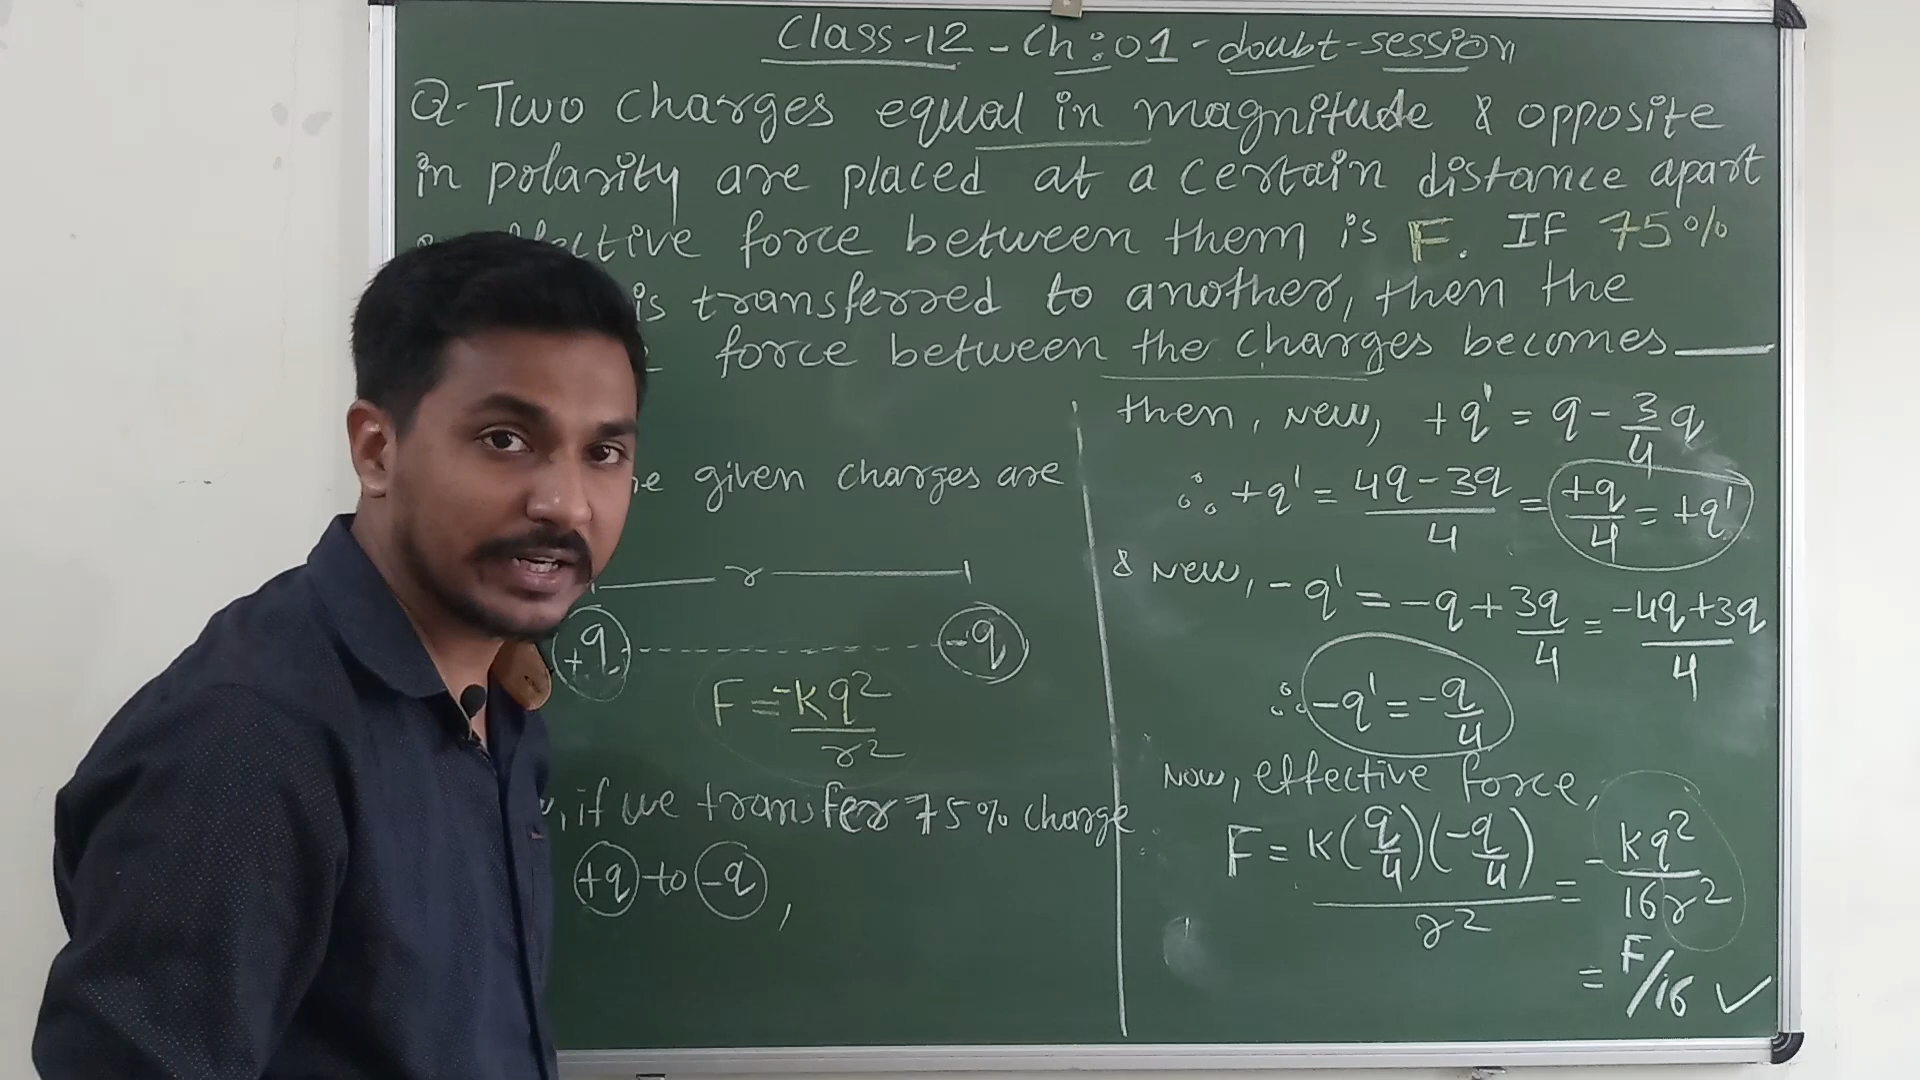 Class-12 - Ch:01 - doubt-session
Q- Two charges equal in magnitude & opposite
in polarity are placed at a certain distance apart
force between them is F. If 75%
is transferred to another, then the
force between the charges becomes ___
given charges are
r
+q -q
F = -kq²/r²
if we transfer 75% charge
+q to -q,
then, new, +q' = q - 3/4 q
∴ +q' = (4q-3q)/4 = +q/4 = +q'
& new, -q' = -q + 3q/4 = (-4q+3q)/4
∴ -q' = -q/4
Now, effective force,
F = k(q/4)(-q/4)/r² = -kq²/16r²
= F/16 ✓